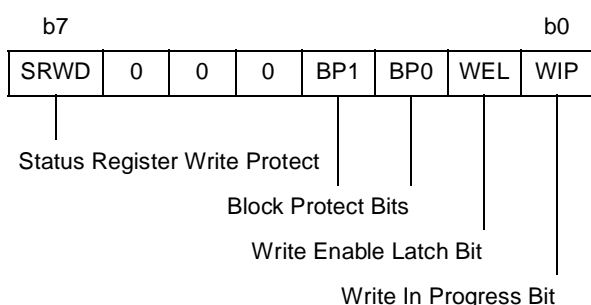 b7 b0
SRWD 0 0 0 BP1 BP0 WEL WIP
Status Register Write Protect
Block Protect Bits
Write Enable Latch Bit
Write In Progress Bit